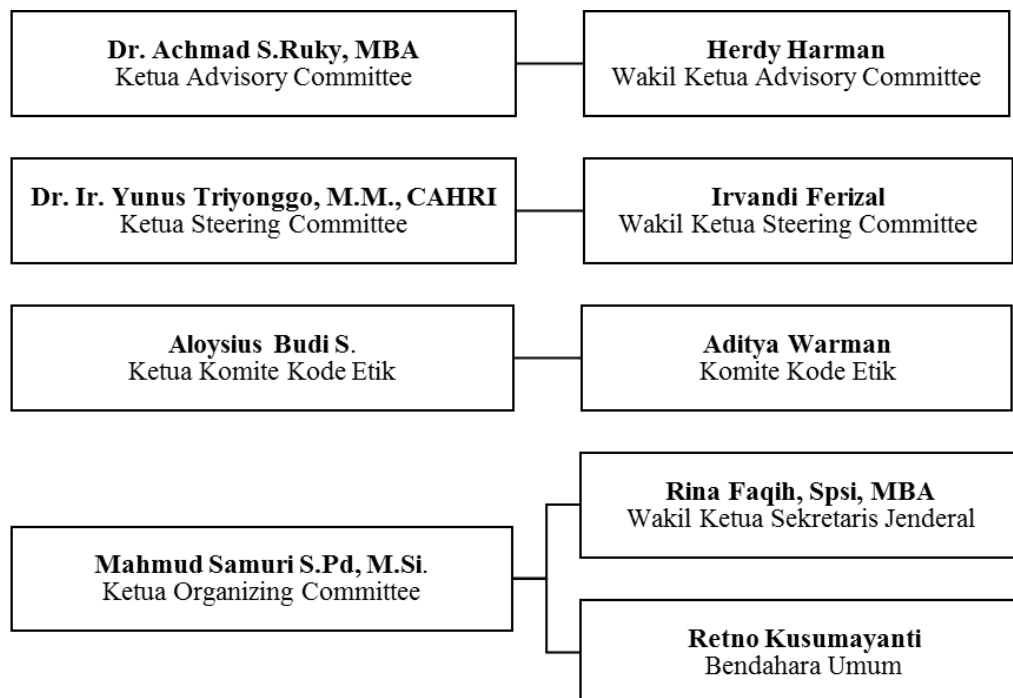 Dr. Achmad S.Ruky, MBA
Ketua Advisory Committee
Herdy Harman
Wakil Ketua Advisory Committee
Dr. Ir. Yunus Triyonggo, M.M., CAHRI
Ketua Steering Committee
Irvandi Ferizal
Wakil Ketua Steering Committee
Aloysius Budi S.
Ketua Komite Kode Etik
Aditya Warman
Komite Kode Etik
Mahmud Samuri S.Pd, M.Si.
Ketua Organizing Committee
Rina Faqih, Spsi, MBA
Wakil Ketua Sekretaris Jenderal
Retno Kusumayanti
Bendahara Umum